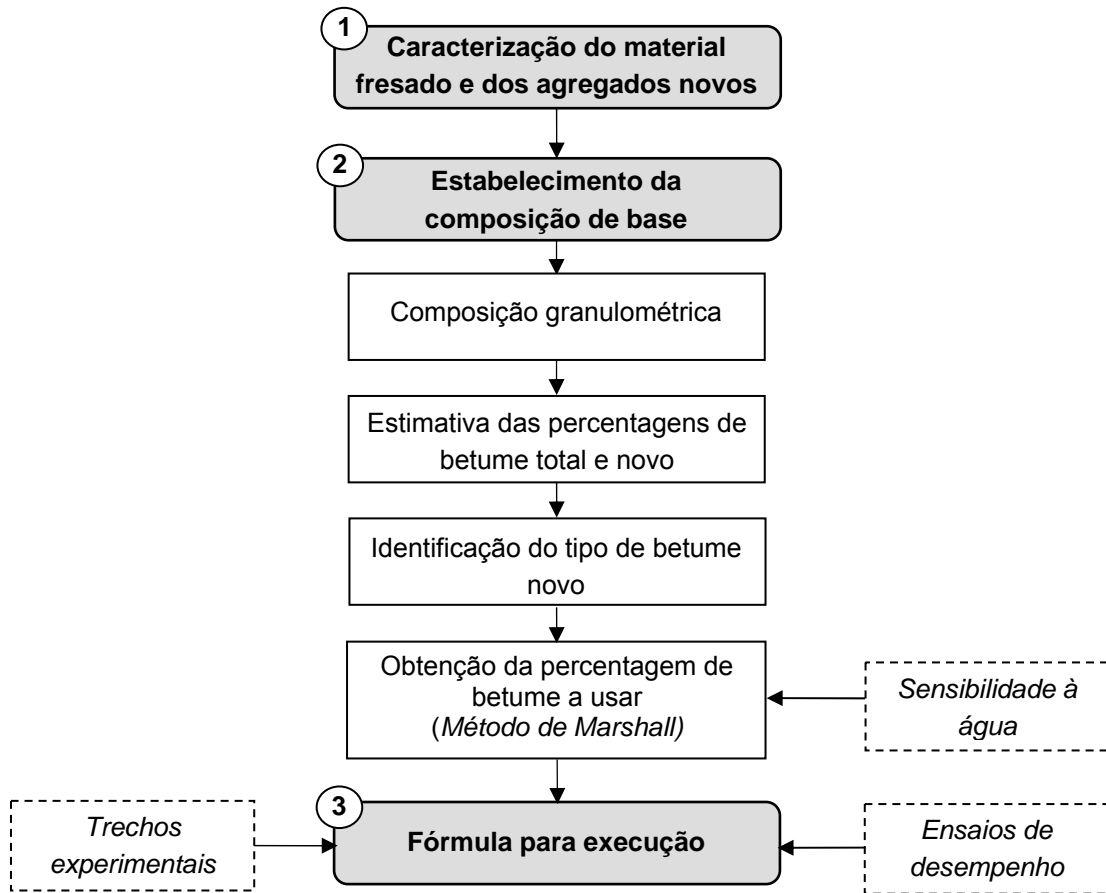 1
Caracterização do material
fresado e dos agregados novos
2
Estabelecimento da
composição de base
Composição granulométrica
Estimativa das percentagens de
betume total e novo
Identificação do tipo de betume
novo
Obtenção da percentagem de
betume a usar
(Método de Marshall)
Sensibilidade à
água
Trechos
experimentais
3
Fórmula para execução
Ensaios de
desempenho